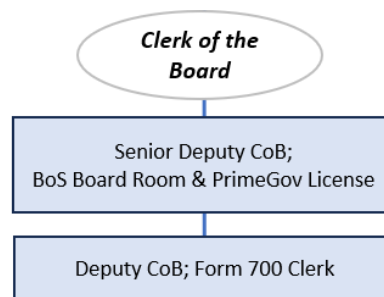 Clerk of the
Board
Senior Deputy CoB;
BoS Board Room & PrimeGov License
Deputy CoB; Form 700 Clerk